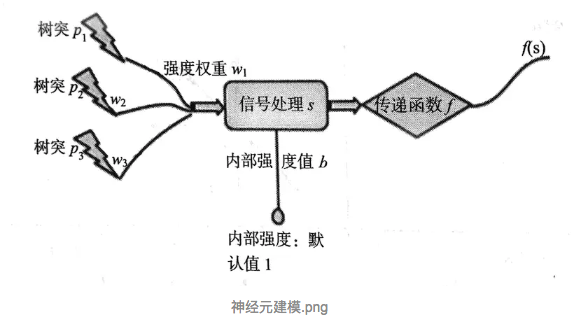 树突 p1
强度权重 w1
f(s)
树突 p2
w2
信号处理 s
传递函数 f
树突 p3
w3
内部强度值 b
内部强度：默
认值 1
神经元建模.png